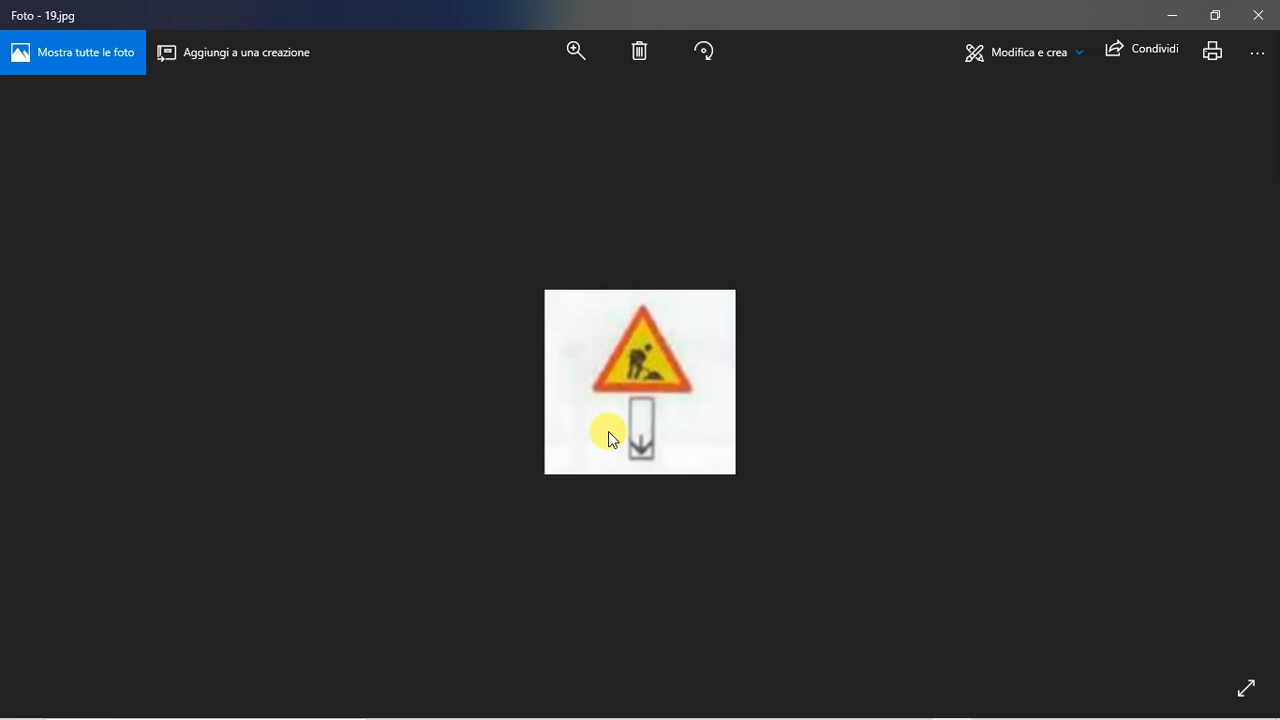 Foto - 19.jpg
Mostra tutte le foto
Aggiungi a una creazione
Modifica e crea
Condividi